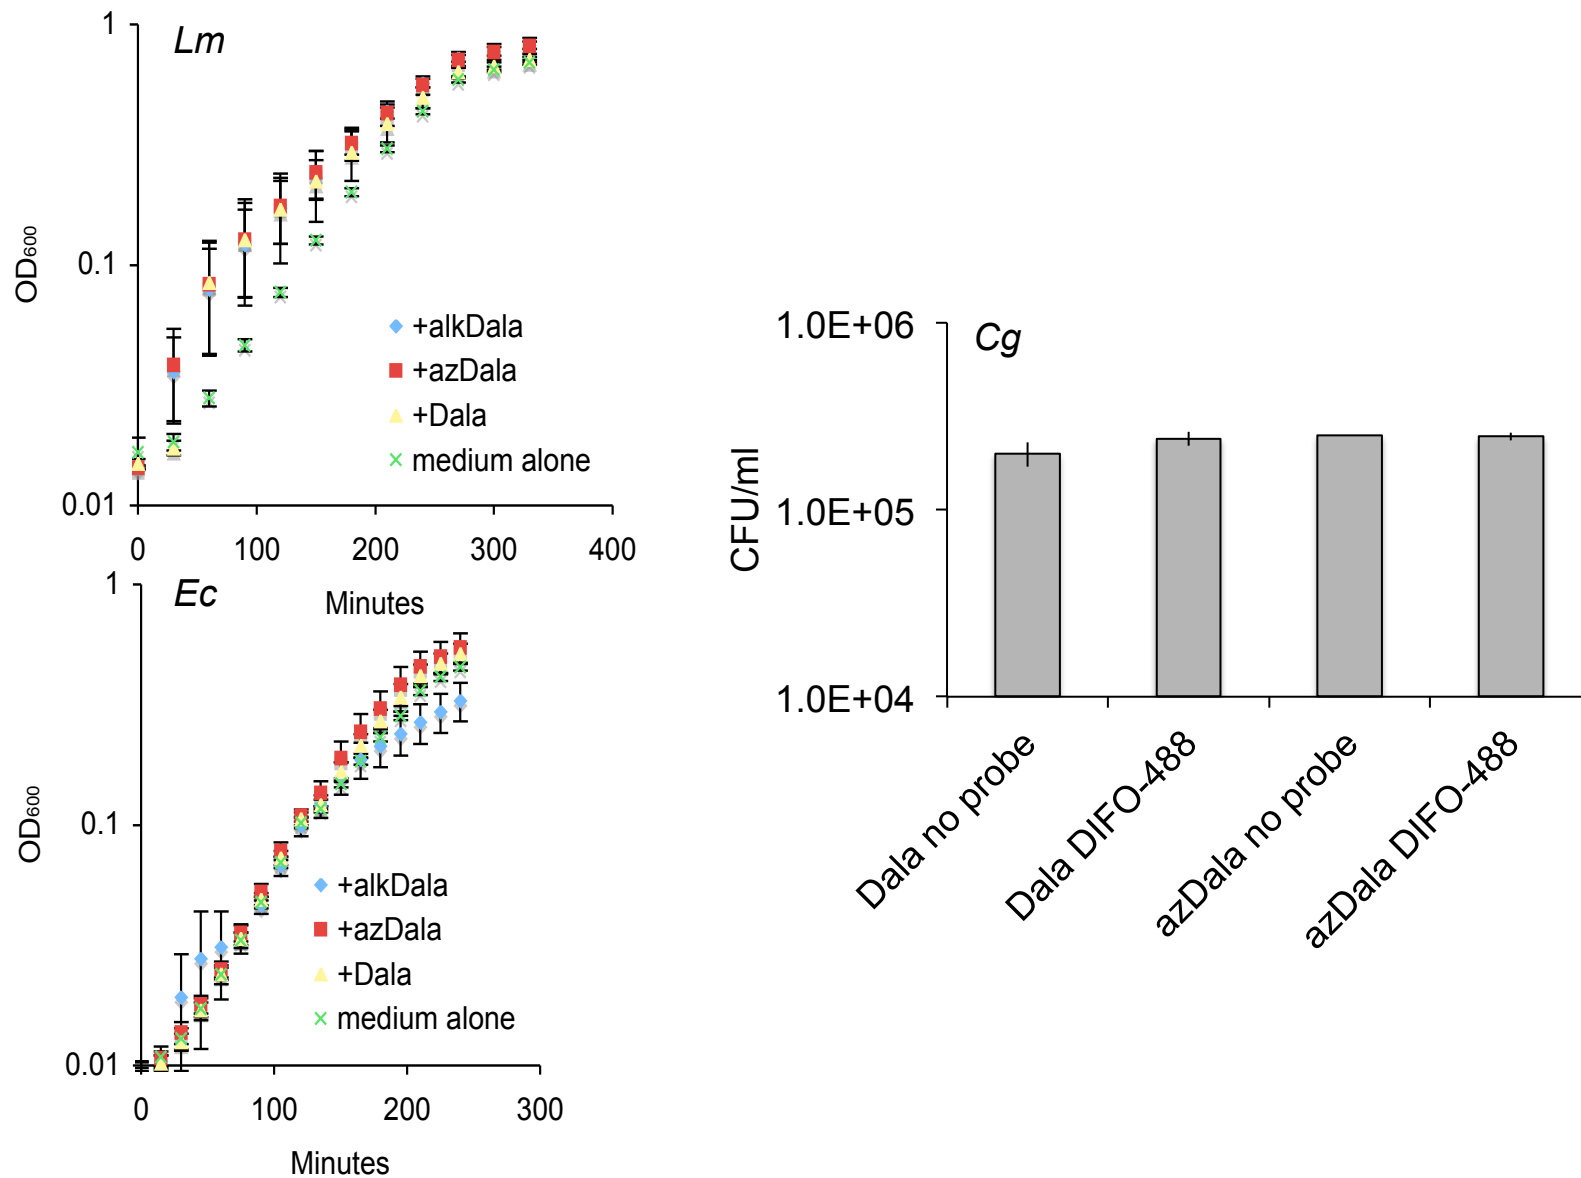 Lm
OD600
1
0.1
0.01
+alkDala
+azDala
+Dala
medium alone
0 100 200 300 400
Minutes
Ec
OD600
1
0.1
0.01
+alkDala
+azDala
+Dala
medium alone
0 100 200 300
Minutes
Cg
CFU/ml
1.0E+06
1.0E+05
1.0E+04
Dala no probe
Dala DIFO-488
azDala no probe
azDala DIFO-488